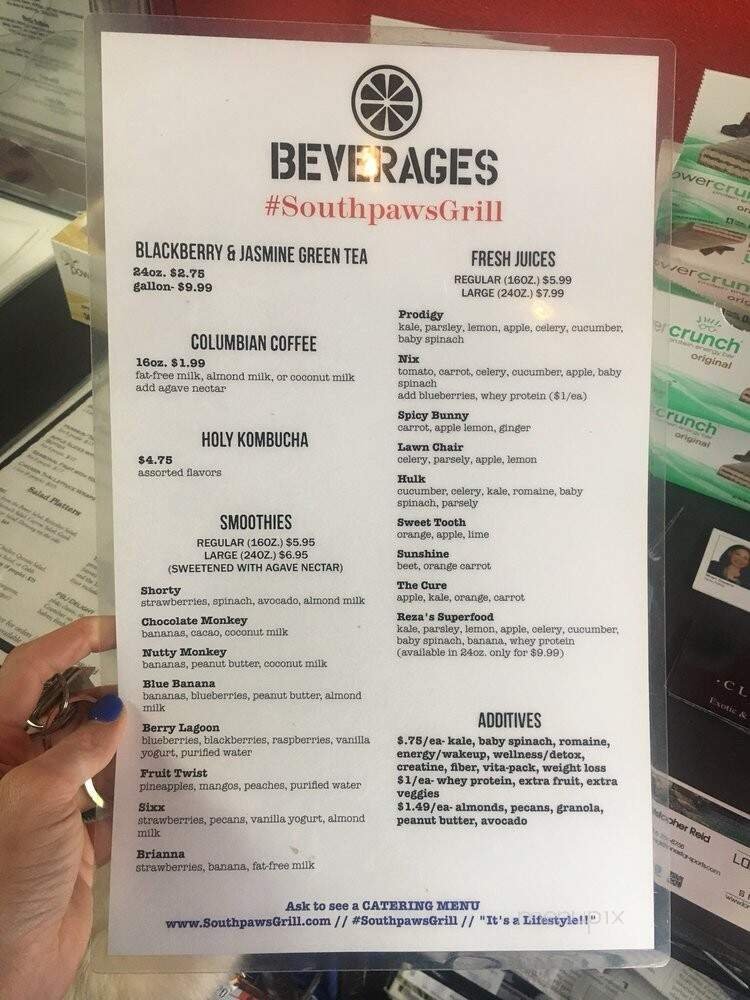 BEVERAGES
#SouthpawsGrill
BLACKBERRY & JASMINE GREEN TEA
24oz. $2.75
gallon- $9.99
COLUMBIAN COFFEE
16oz. $1.99
fat-free milk, almond milk, or coconut milk
add agave nectar
HOLY KOMBUCHA
$4.75
assorted flavors
SMOOTHIES
REGULAR (16OZ.) $5.95
LARGE (24OZ.) $6.95
(SWEETENED WITH AGAVE NECTAR)
Shorty
strawberries, spinach, avocado, almond milk
Chocolate Monkey
bananas, cacao, coconut milk
Nutty Monkey
bananas, peanut butter, coconut milk
Blue Banana
bananas, blueberries, peanut butter, almond
milk
Berry Lagoon
blueberries, blackberries, raspberries, vanilla
yogurt, purified water
Fruit Twist
pineapples, mangos, peaches, purified water
Sixx
strawberries, pecans, vanilla yogurt, almond
milk
Brianna
strawberries, banana, fat-free milk
FRESH JUICES
REGULAR (16OZ.) $5.99
LARGE (24OZ.) $7.99
Prodigy
kale, parsley, lemon, apple, celery, cucumber,
baby spinach
Nix
tomato, carrot, celery, cucumber, apple, baby
spinach
add blueberries, whey protein ($1/ea)
Spicy Bunny
carrot, apple lemon, ginger
Lawn Chair
celery, parsely, apple, lemon
Hulk
cucumber, celery, kale, romaine, baby
spinach, parsely
Sweet Tooth
orange, apple, lime
Sunshine
beet, orange carrot
The Cure
apple, kale, orange, carrot
Reza's Superfood
kale, parsley, lemon, apple, celery, cucumber,
baby spinach, banana, whey protein
(available in 24oz. only for $9.99)
ADDITIVES
$.75/ea- kale, baby spinach, romaine,
energy/wakeup, wellness/detox,
creatine, fiber, vita-pack, weight loss
$1/ea- whey protein, extra fruit, extra
veggies
$1.49/ea- almonds, pecans, granola,
peanut butter, avocado
Ask to see a CATERING MENU
www.SouthpawsGrill.com // #SouthpawsGrill // "It's a Lifestyle!!"
Salad Platters
crunch
original
crunch
original
Reid